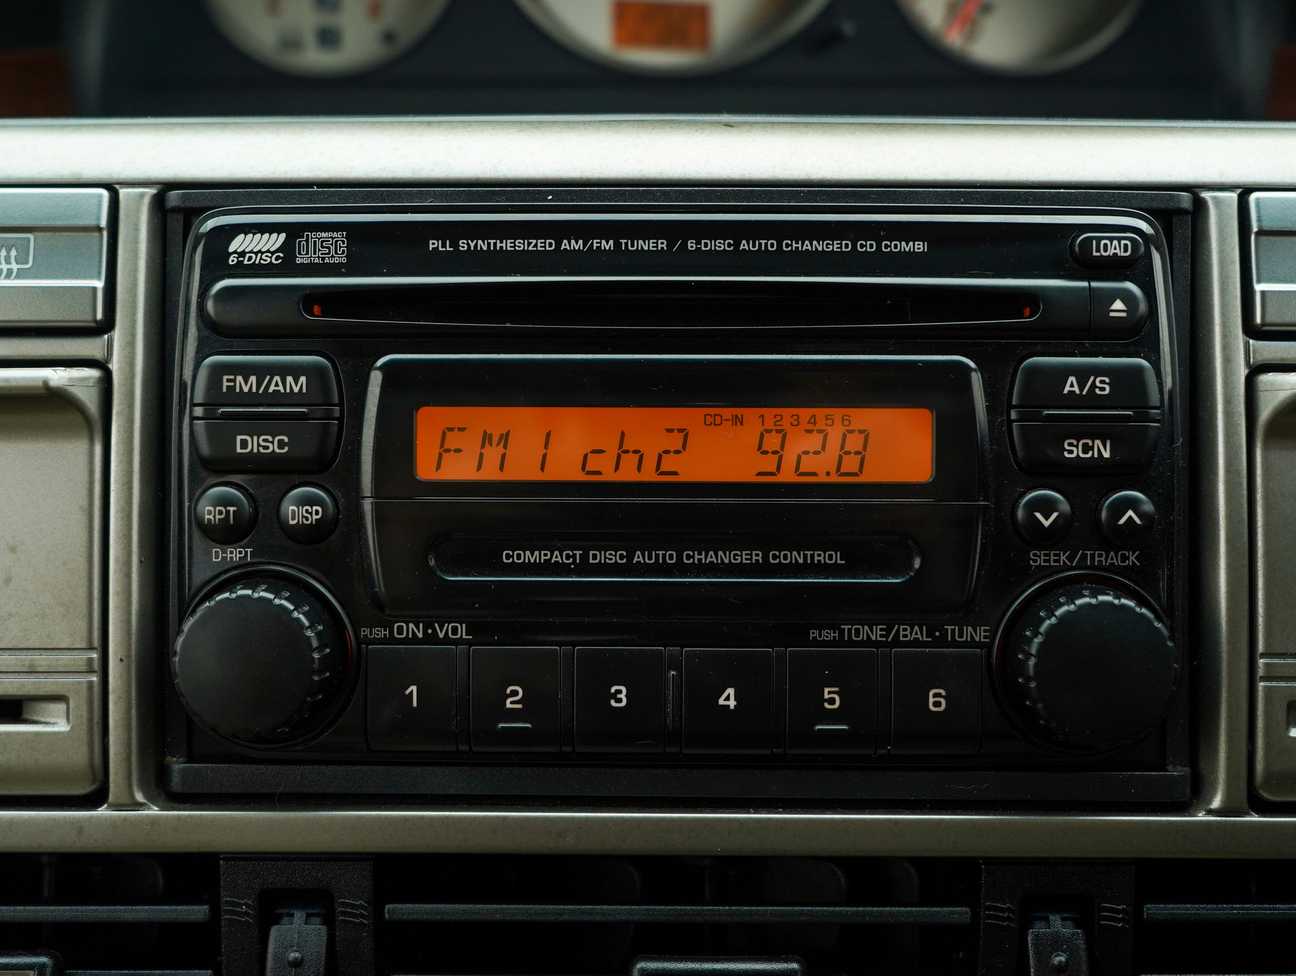 6-DISC
COMPACT
disc
DIGITAL AUDIO
PLL SYNTHESIZED AM/FM TUNER / 6-DISC AUTO CHANGED CD COMBI
LOAD
FM/AM
A/S
CD-IN 1 2 3 4 5 6
FM1 ch2 92.8
DISC
SCN
RPT
DISP
D-RPT
COMPACT DISC AUTO CHANGER CONTROL
SEEK/TRACK
PUSH ON·VOL
PUSH TONE/BAL·TUNE
1 2 3 4 5 6